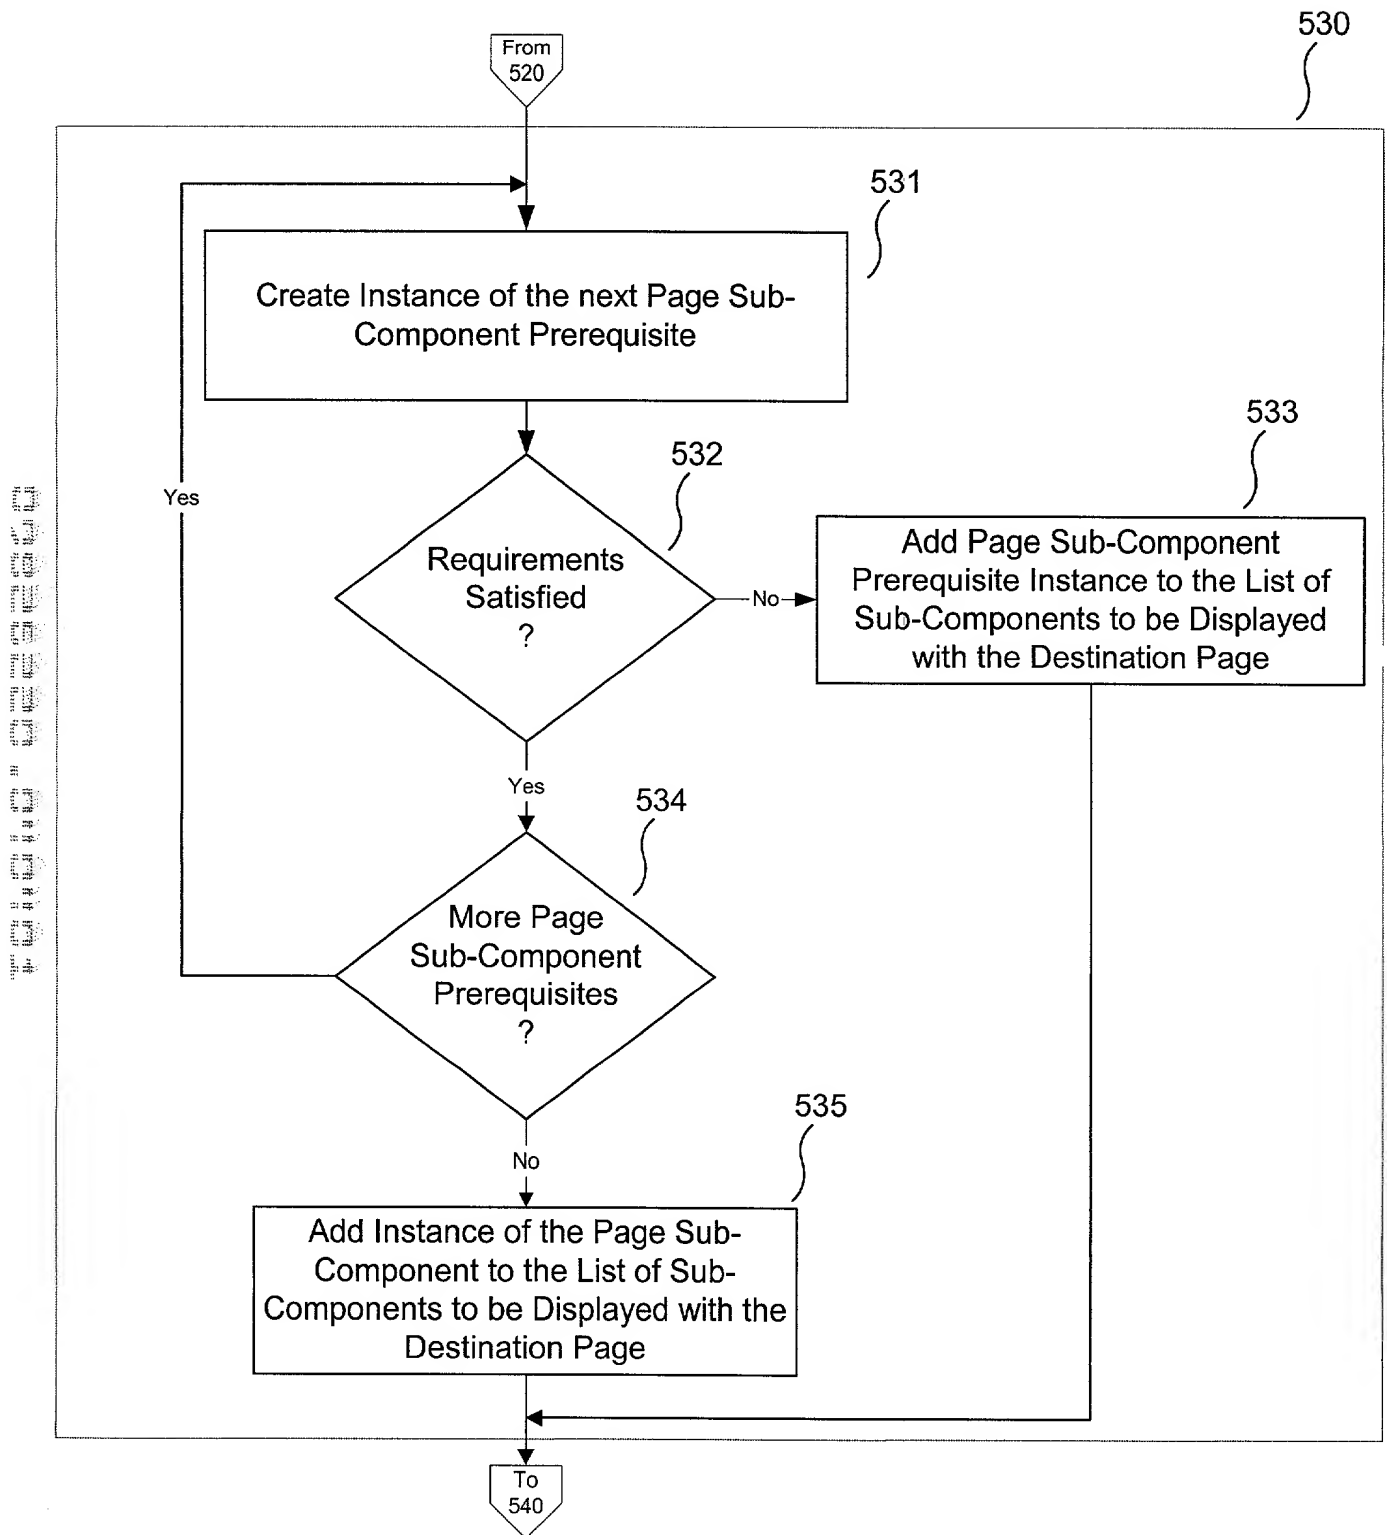 530
From
520
531
Create Instance of the next Page Sub-
Component Prerequisite
532
533
Yes
Requirements
Satisfied
?
No
Add Page Sub-Component
Prerequisite Instance to the List of
Sub-Components to be Displayed
with the Destination Page
Yes
534
More Page
Sub-Component
Prerequisites
?
535
No
Add Instance of the Page Sub-
Component to the List of Sub-
Components to be Displayed with the
Destination Page
To
540